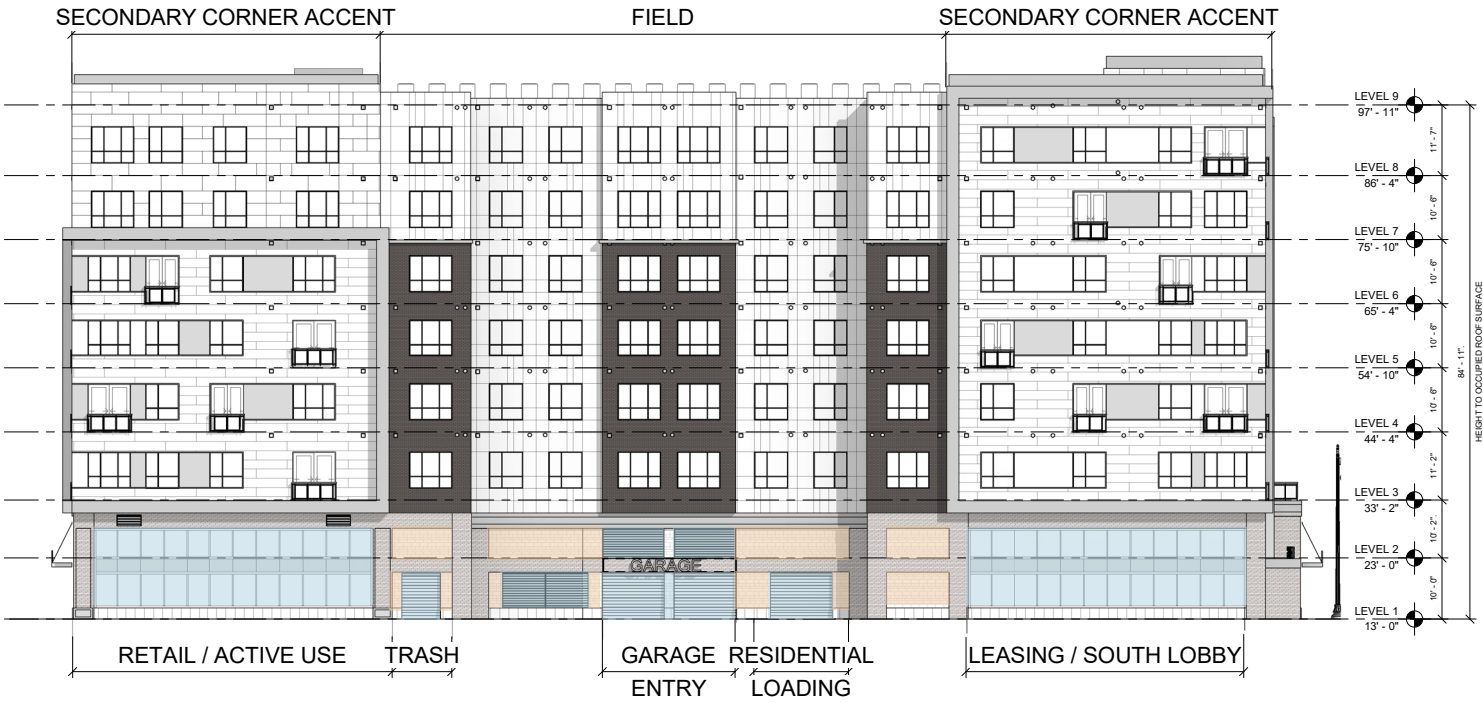 SECONDARY CORNER ACCENT
FIELD
SECONDARY CORNER ACCENT
LEVEL 9
97' - 11"
11' - 7"
LEVEL 8
86' - 4"
10' - 6"
LEVEL 7
75' - 10"
10' - 6"
LEVEL 6
65' - 4"
10' - 6"
LEVEL 5
54' - 10"
10' - 6"
LEVEL 4
44' - 4"
11' - 2"
LEVEL 3
33' - 2"
10' - 2"
LEVEL 2
23' - 0"
10' - 0"
LEVEL 1
13' - 0"
84' - 11"
HEIGHT TO OCCUPIED ROOF SURFACE
GARAGE
RETAIL / ACTIVE USE
TRASH
GARAGE
ENTRY
RESIDENTIAL
LOADING
LEASING / SOUTH LOBBY